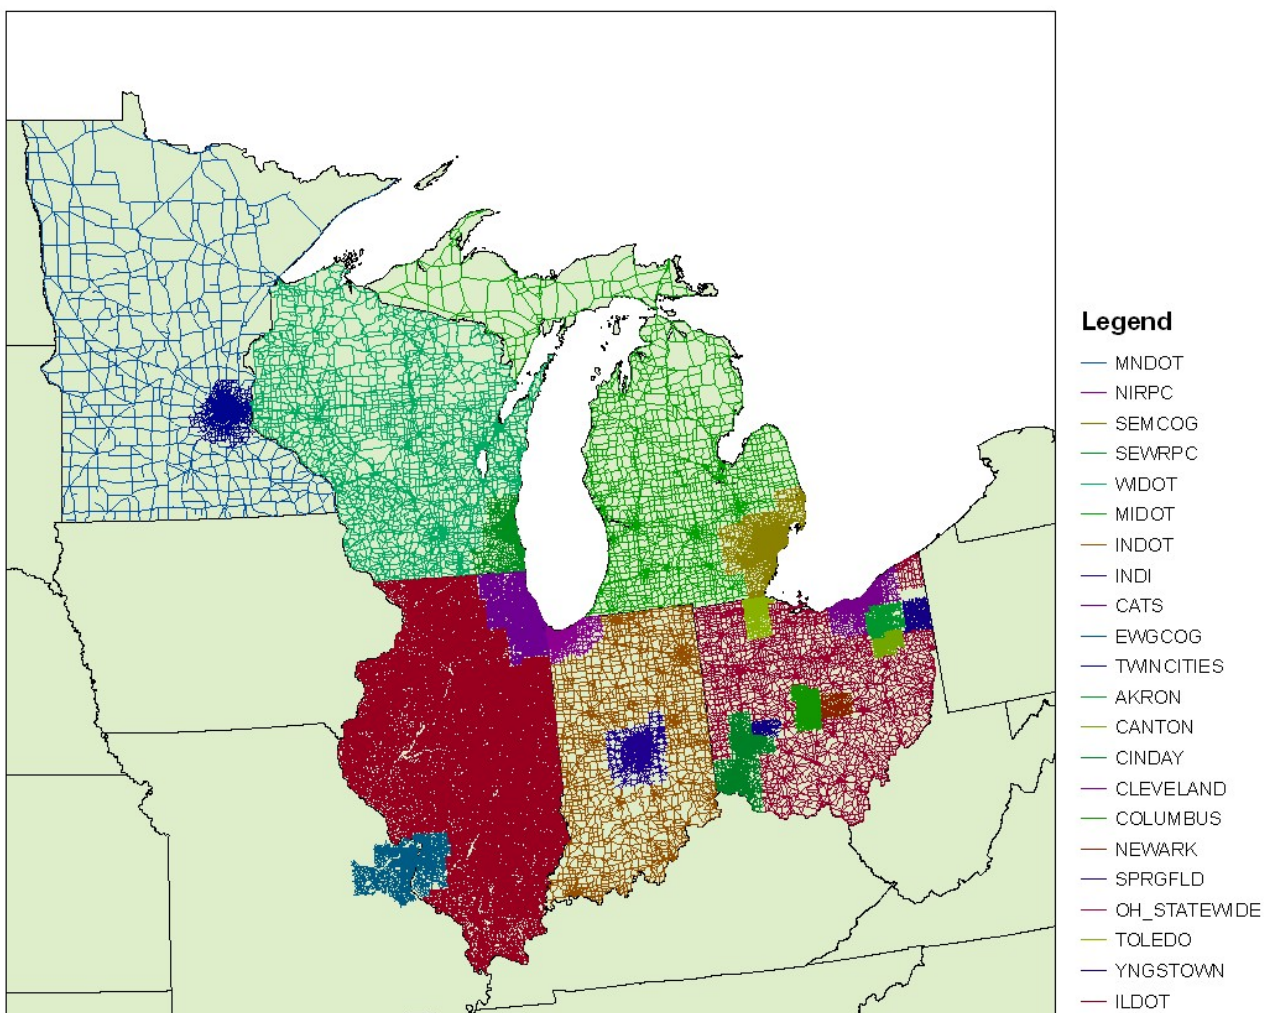 Legend
MNDOT
NIRPC
SEMCOG
SEWRPC
WIDOT
MIDOT
INDOT
INDI
CATS
EWGCOG
TWINCITIES
AKRON
CANTON
CINDAY
CLEVELAND
COLUMBUS
NEWARK
SPRGFLD
OH_STATEWIDE
TOLEDO
YNGSTOWN
ILDOT